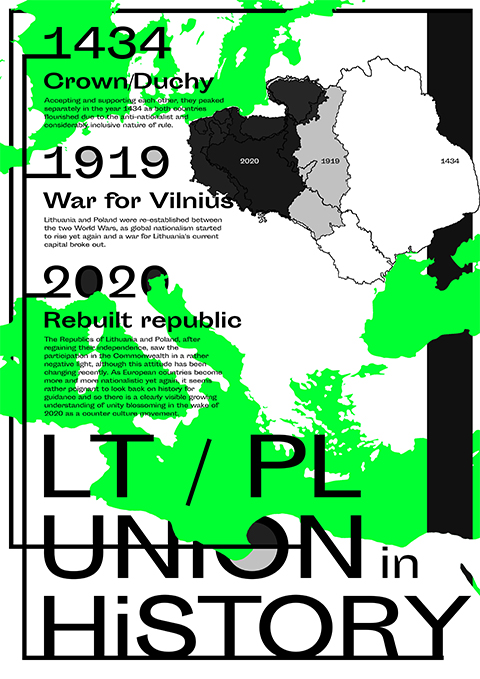 1434
Crown/Duchy
Accepting and supporting each other, they peaked
separately in the year 1434 as both countries
flourished due to the anti-nationalist and
considerably inclusive nature of rule.
1919
War for Vilnius
Lithuania and Poland were re-established between
the two World Wars, as global nationalism started
to rise yet again and a war for Lithuania's current
capital broke out.
2020
Rebuilt republic
The Republics of Lithuania and Poland, after
regaining their independence, saw the
participation in the Commonwealth in a rather
negative light, although this attitude has been
changing recently. As European countries become
more and more nationalistic yet again, it seems
rather poignant to look back on history for
guidance and so there is a clearly visible growing
understanding of unity blossoming in the wake of
2020 as a counter culture movement.
2020
1919
1434
LT / PL
UNiON in
HiSTORY